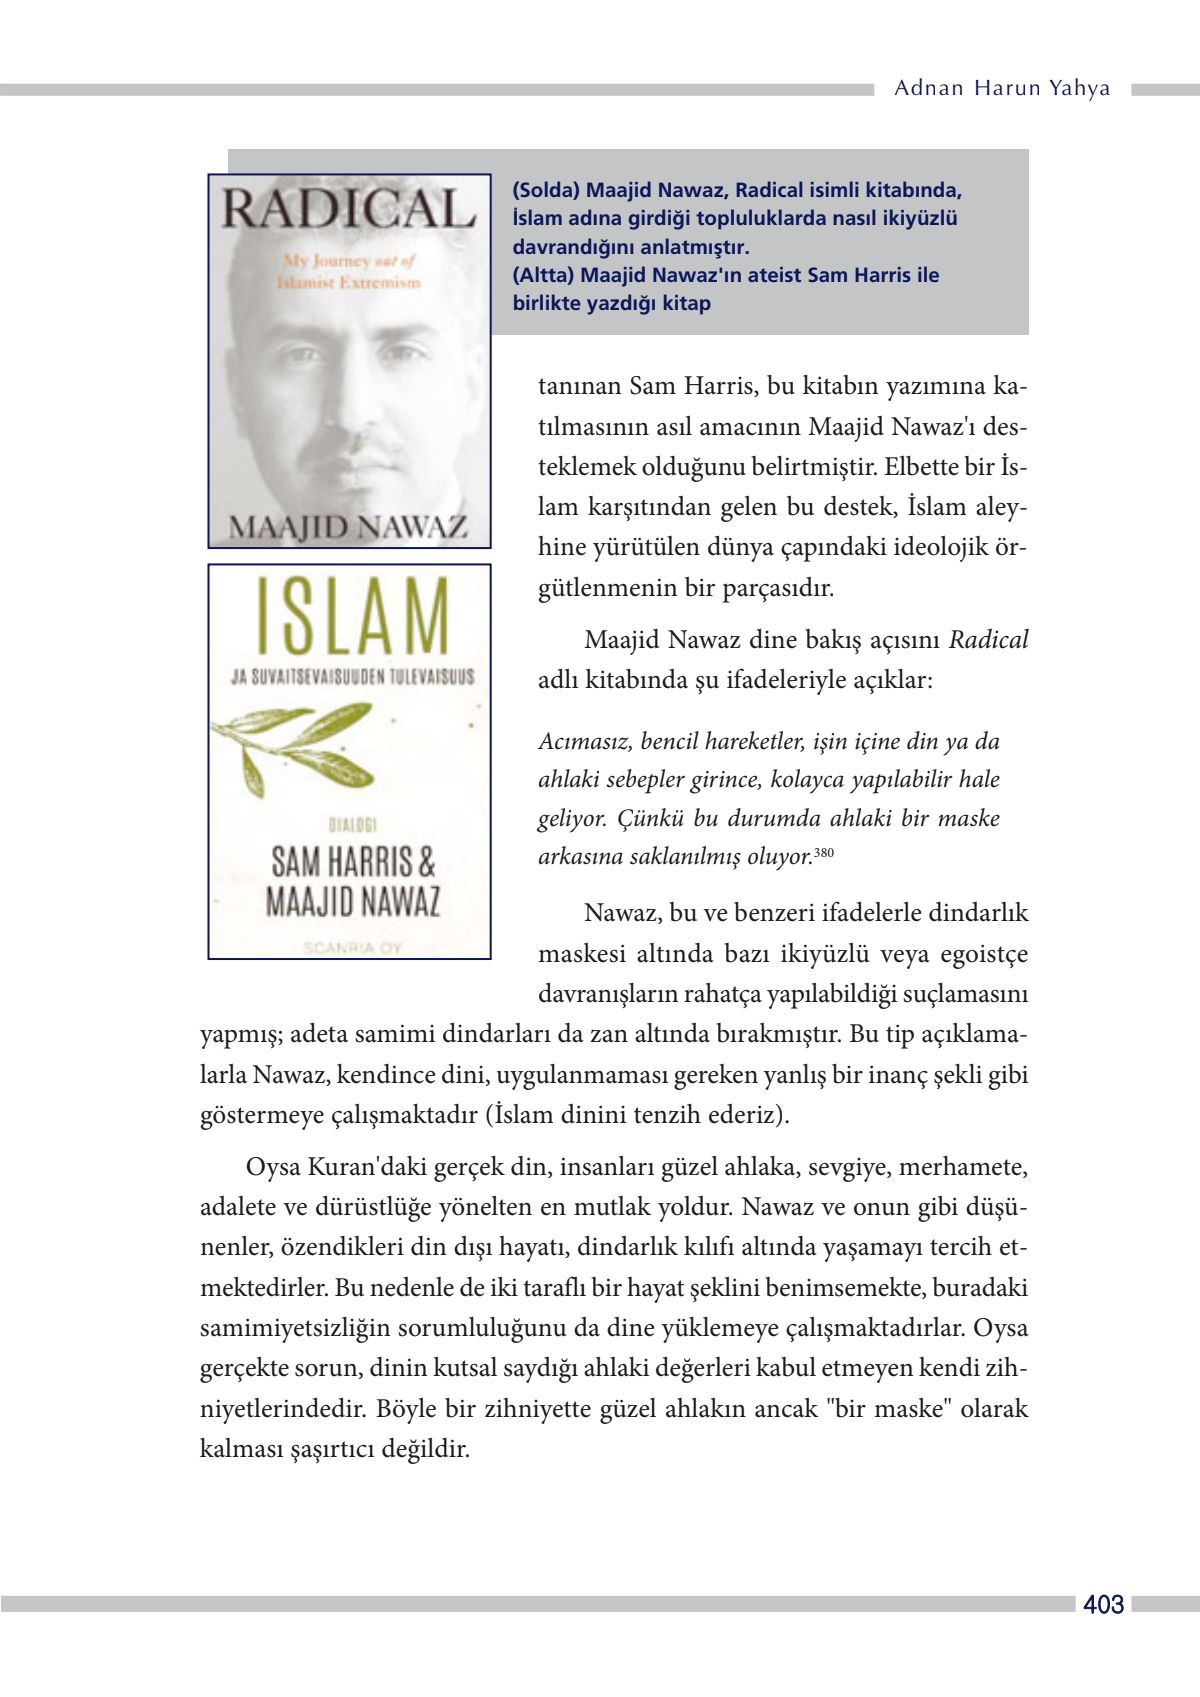 Adnan Harun Yahya
RADICAL
My Journey out of
Islamist Extremism
MAAJID NAWAZ
(Solda) Maajid Nawaz, Radical isimli kitabında,
İslam adına girdiği topluluklarda nasıl ikiyüzlü
davrandığını anlatmıştır.
(Altta) Maajid Nawaz'ın ateist Sam Harris ile
birlikte yazdığı kitap
ISLAM
JA SUVAITSEVAISUUDEN TULEVAISUUS
DIALOGI
SAM HARRIS &
MAAJID NAWAZ
SCANRIA OY
tanınan Sam Harris, bu kitabın yazımına ka-
tılmasının asıl amacının Maajid Nawaz'ı des-
teklemek olduğunu belirtmiştir. Elbette bir İs-
lam karşıtından gelen bu destek, İslam aley-
hine yürütülen dünya çapındaki ideolojik ör-
gütlenmenin bir parçasıdır.
Maajid Nawaz dine bakış açısını Radical
adlı kitabında şu ifadeleriyle açıklar:
Acımasız, bencil hareketler, işin içine din ya da
ahlaki sebepler girince, kolayca yapılabilir hale
geliyor. Çünkü bu durumda ahlaki bir maske
arkasına saklanılmış oluyor.380
Nawaz, bu ve benzeri ifadelerle dindarlık
maskesi altında bazı ikiyüzlü veya egoistçe
davranışların rahatça yapılabildiği suçlamasını
yapmış; adeta samimi dindarları da zan altında bırakmıştır. Bu tip açıklama-
larla Nawaz, kendince dini, uygulanmaması gereken yanlış bir inanç şekli gibi
göstermeye çalışmaktadır (İslam dinini tenzih ederiz).
Oysa Kuran'daki gerçek din, insanları güzel ahlaka, sevgiye, merhamete,
adalete ve dürüstlüğe yönelten en mutlak yoldur. Nawaz ve onun gibi düşü-
nenler, özendikleri din dışı hayatı, dindarlık kılıfı altında yaşamayı tercih et-
mektedirler. Bu nedenle de iki taraflı bir hayat şeklini benimsemekte, buradaki
samimiyetsizliğin sorumluluğunu da dine yüklemeye çalışmaktadırlar. Oysa
gerçekte sorun, dinin kutsal saydığı ahlaki değerleri kabul etmeyen kendi zih-
niyetlerindedir. Böyle bir zihniyette güzel ahlakın ancak "bir maske" olarak
kalması şaşırtıcı değildir.
403